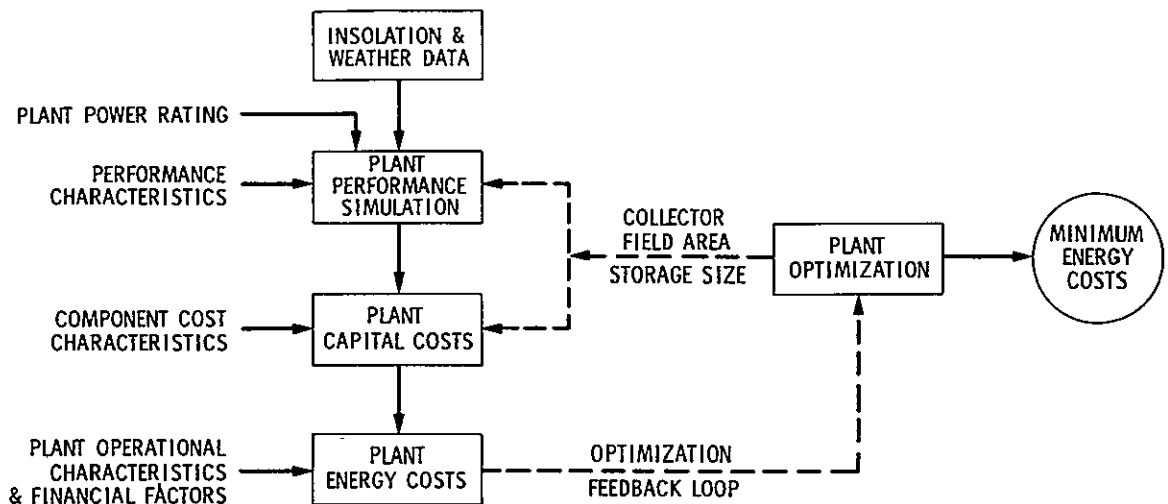 INSOLATION &
WEATHER DATA
PLANT POWER RATING
PERFORMANCE
CHARACTERISTICS
PLANT
PERFORMANCE
SIMULATION
COLLECTOR
FIELD AREA
STORAGE SIZE
PLANT
OPTIMIZATION
MINIMUM
ENERGY
COSTS
COMPONENT COST
CHARACTERISTICS
PLANT
CAPITAL COSTS
PLANT OPERATIONAL
CHARACTERISTICS
& FINANCIAL FACTORS
PLANT
ENERGY COSTS
OPTIMIZATION
FEEDBACK LOOP